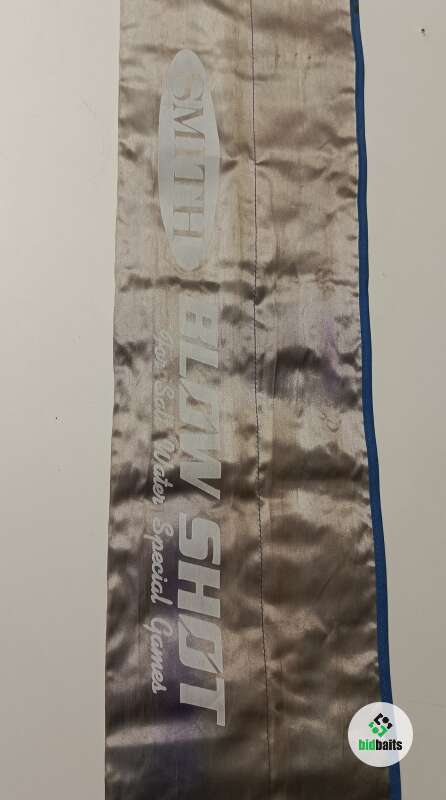 SMITH
BLOW SHOT
For Salt Water Special Games
bidbaits